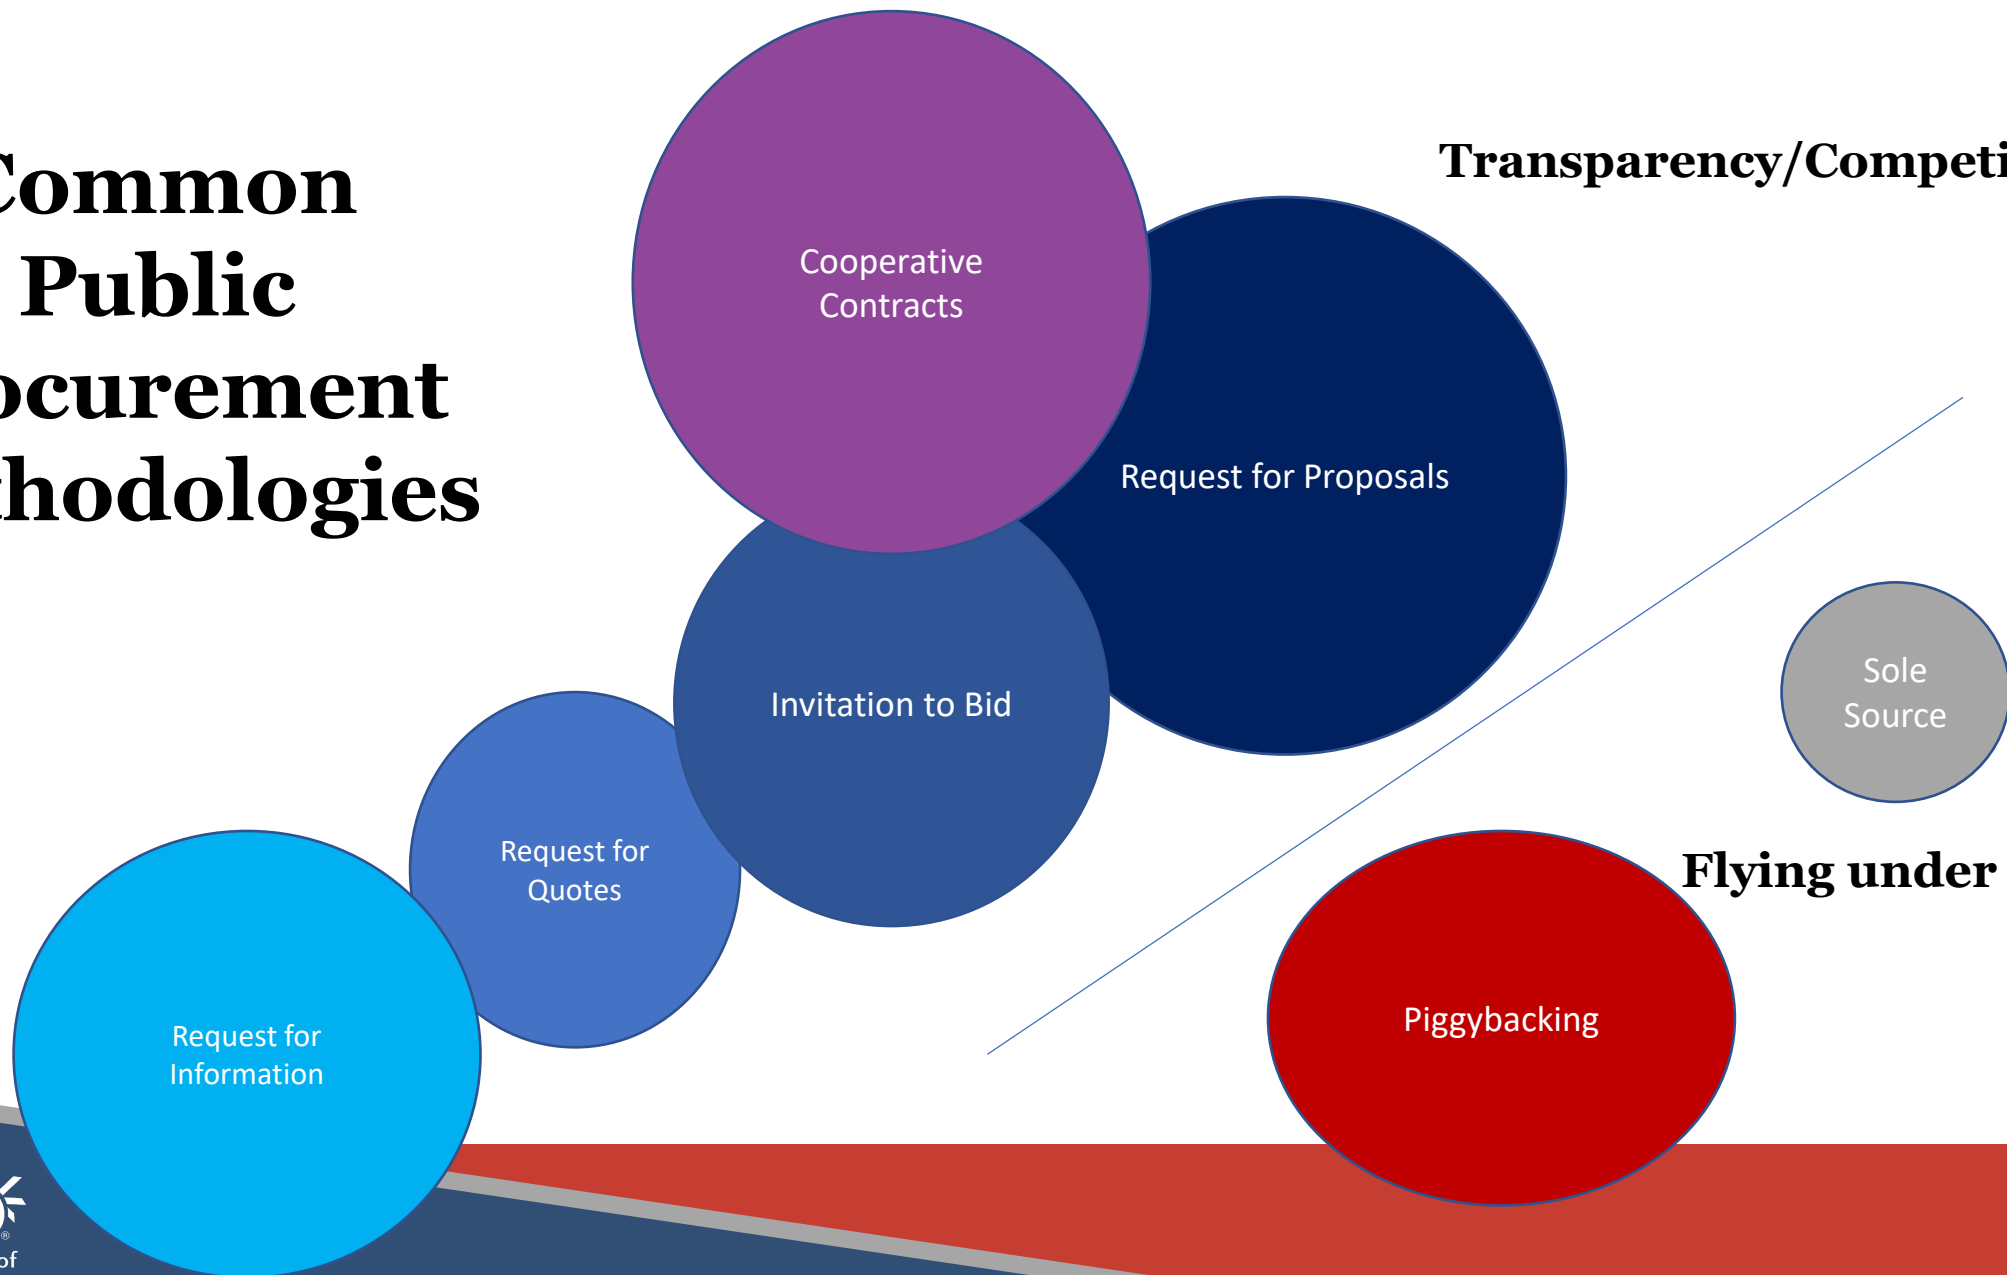 Common
Public
ocurement
thodologies
Transparency/Competi
Cooperative
Contracts
Request for Proposals
Invitation to Bid
Sole
Source
Request for
Quotes
Flying under
Piggybacking
Request for
Information
®
of